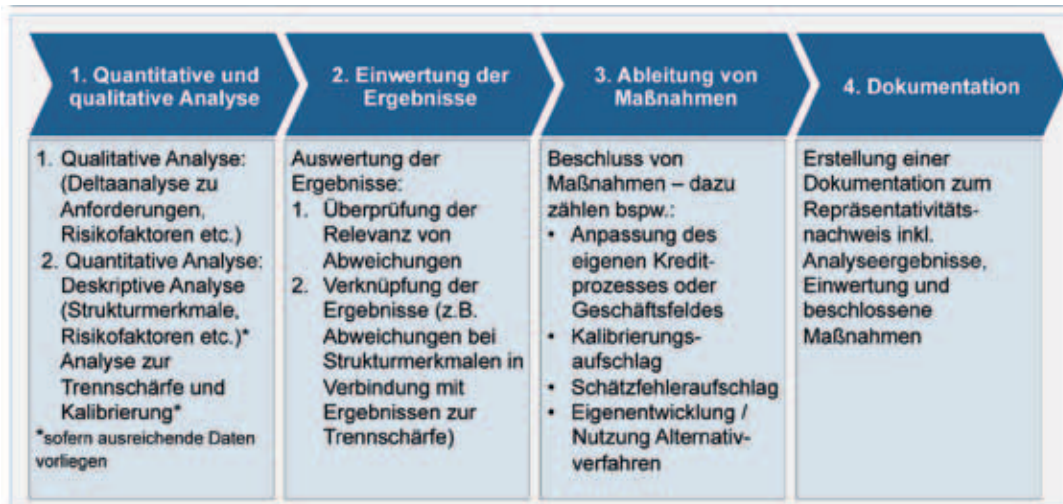 1. Quantitative und
qualitative Analyse
1. Qualitative Analyse:
(Deltaanalyse zu
Anforderungen,
Risikofaktoren etc.)
2. Quantitative Analyse:
Deskriptive Analyse
(Strukturmerkmale,
Risikofaktoren etc.)*
Analyse zur
Trennschärfe und
Kalibrierung*
*sofern ausreichende Daten
vorliegen
2. Einwertung der
Ergebnisse
Auswertung der
Ergebnisse:
1. Überprüfung der
Relevanz von
Abweichungen
2. Verknüpfung der
Ergebnisse (z.B.
Abweichungen bei
Strukturmerkmalen in
Verbindung mit
Ergebnissen zur
Trennschärfe)
3. Ableitung von
Maßnahmen
Beschluss von
Maßnahmen – dazu
zählen bspw.:
• Anpassung des
eigenen Kredit-
prozesses oder
Geschäftsfeldes
• Kalibrierungs-
aufschlag
• Schätzfehleraufschlag
• Eigenentwicklung /
Nutzung Alternativ-
verfahren
4. Dokumentation
Erstellung einer
Dokumentation zum
Repräsentativitäts-
nachweis inkl.
Analyseergebnisse,
Einwertung und
beschlossene
Maßnahmen